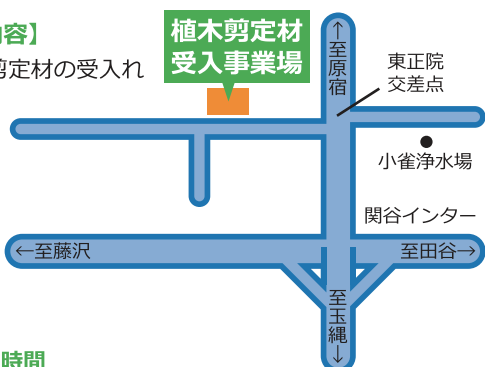 内容】
剪定材の受入れ
植木剪定材
受入事業場
↑至原宿
東正院
交差点
小雀浄水場
関谷インター
←至藤沢
至田谷→
至玉縄↓
時間